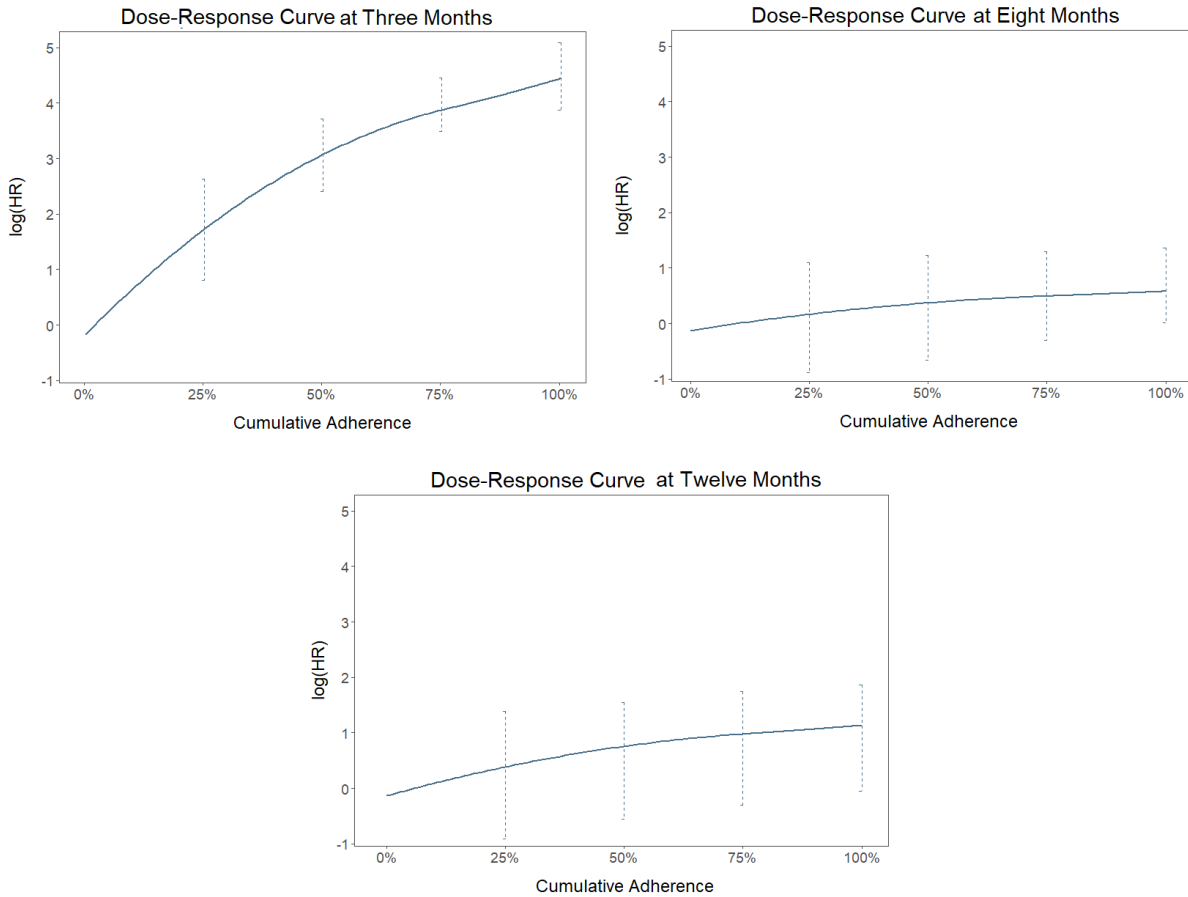 Dose-Response Curve at Three Months
5
4
3
2
1
0
-1
log(HR)
0% 25% 50% 75% 100%
Cumulative Adherence
Dose-Response Curve at Eight Months
5
4
3
2
1
0
-1
log(HR)
0% 25% 50% 75% 100%
Cumulative Adherence
Dose-Response Curve at Twelve Months
5
4
3
2
1
0
-1
log(HR)
0% 25% 50% 75% 100%
Cumulative Adherence